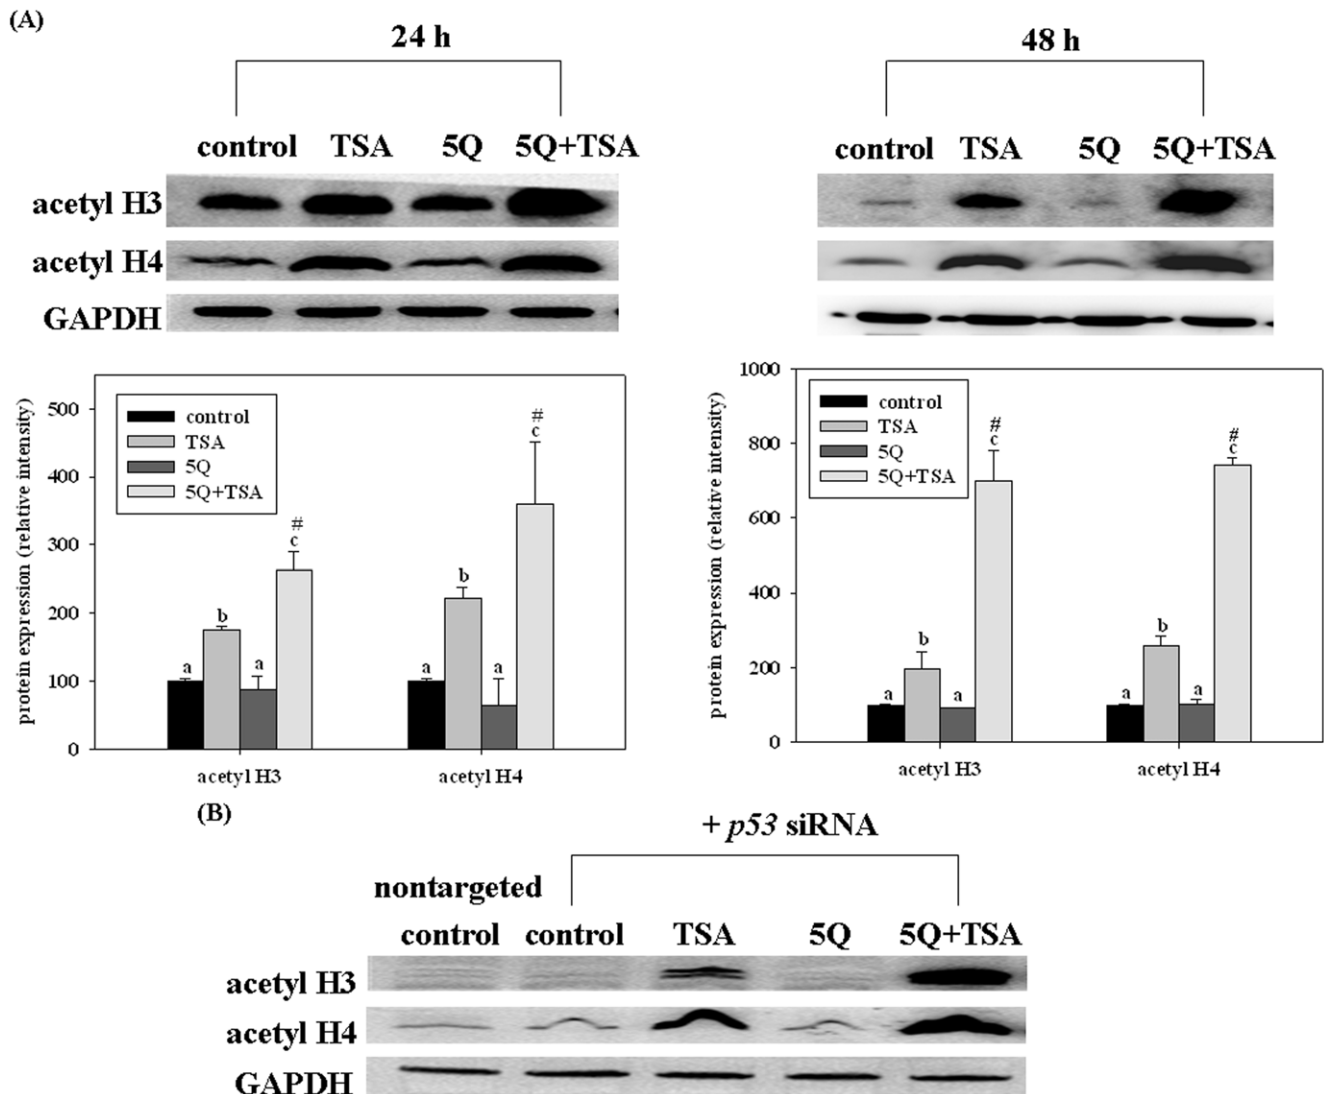 (A)
24 h
control TSA 5Q 5Q+TSA
acetyl H3
acetyl H4
GAPDH
48 h
control TSA 5Q 5Q+TSA
protein expression (relative intensity)
500
400
300
200
100
0
control
TSA
5Q
5Q+TSA
a b a # c
a b a # c
acetyl H3 acetyl H4
protein expression (relative intensity)
1000
800
600
400
200
0
control
TSA
5Q
5Q+TSA
a b a # c
a b a # c
acetyl H3 acetyl H4
(B)
+ p53 siRNA
nontargeted
control control TSA 5Q 5Q+TSA
acetyl H3
acetyl H4
GAPDH